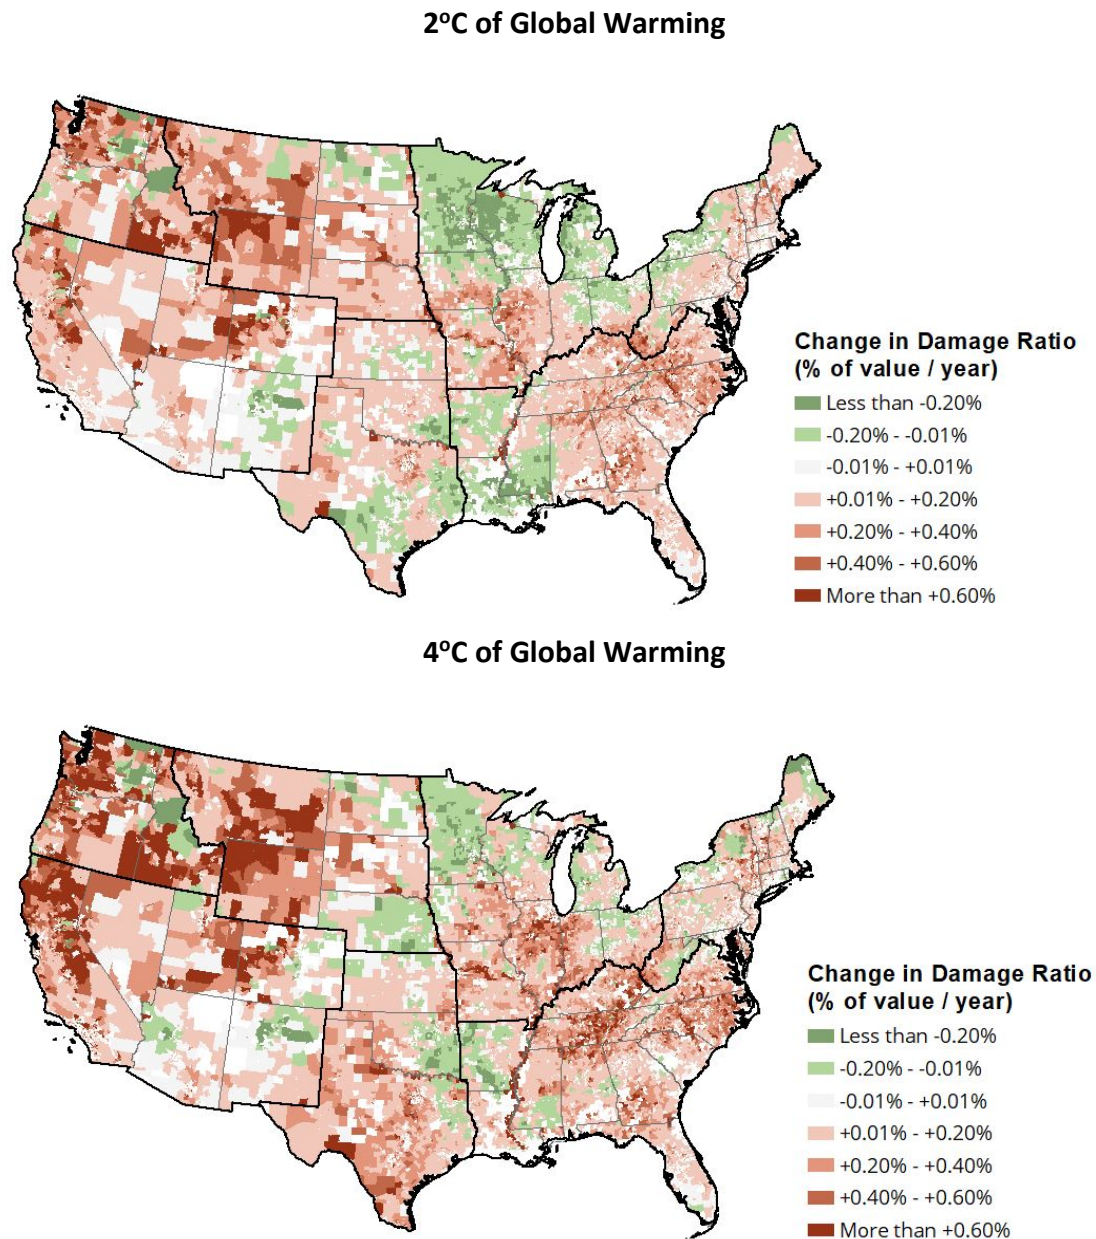 2°C of Global Warming
Change in Damage Ratio
(% of value / year)
Less than -0.20%
-0.20% - -0.01%
-0.01% - +0.01%
+0.01% - +0.20%
+0.20% - +0.40%
+0.40% - +0.60%
More than +0.60%
4°C of Global Warming
Change in Damage Ratio
(% of value / year)
Less than -0.20%
-0.20% - -0.01%
-0.01% - +0.01%
+0.01% - +0.20%
+0.20% - +0.40%
+0.40% - +0.60%
More than +0.60%